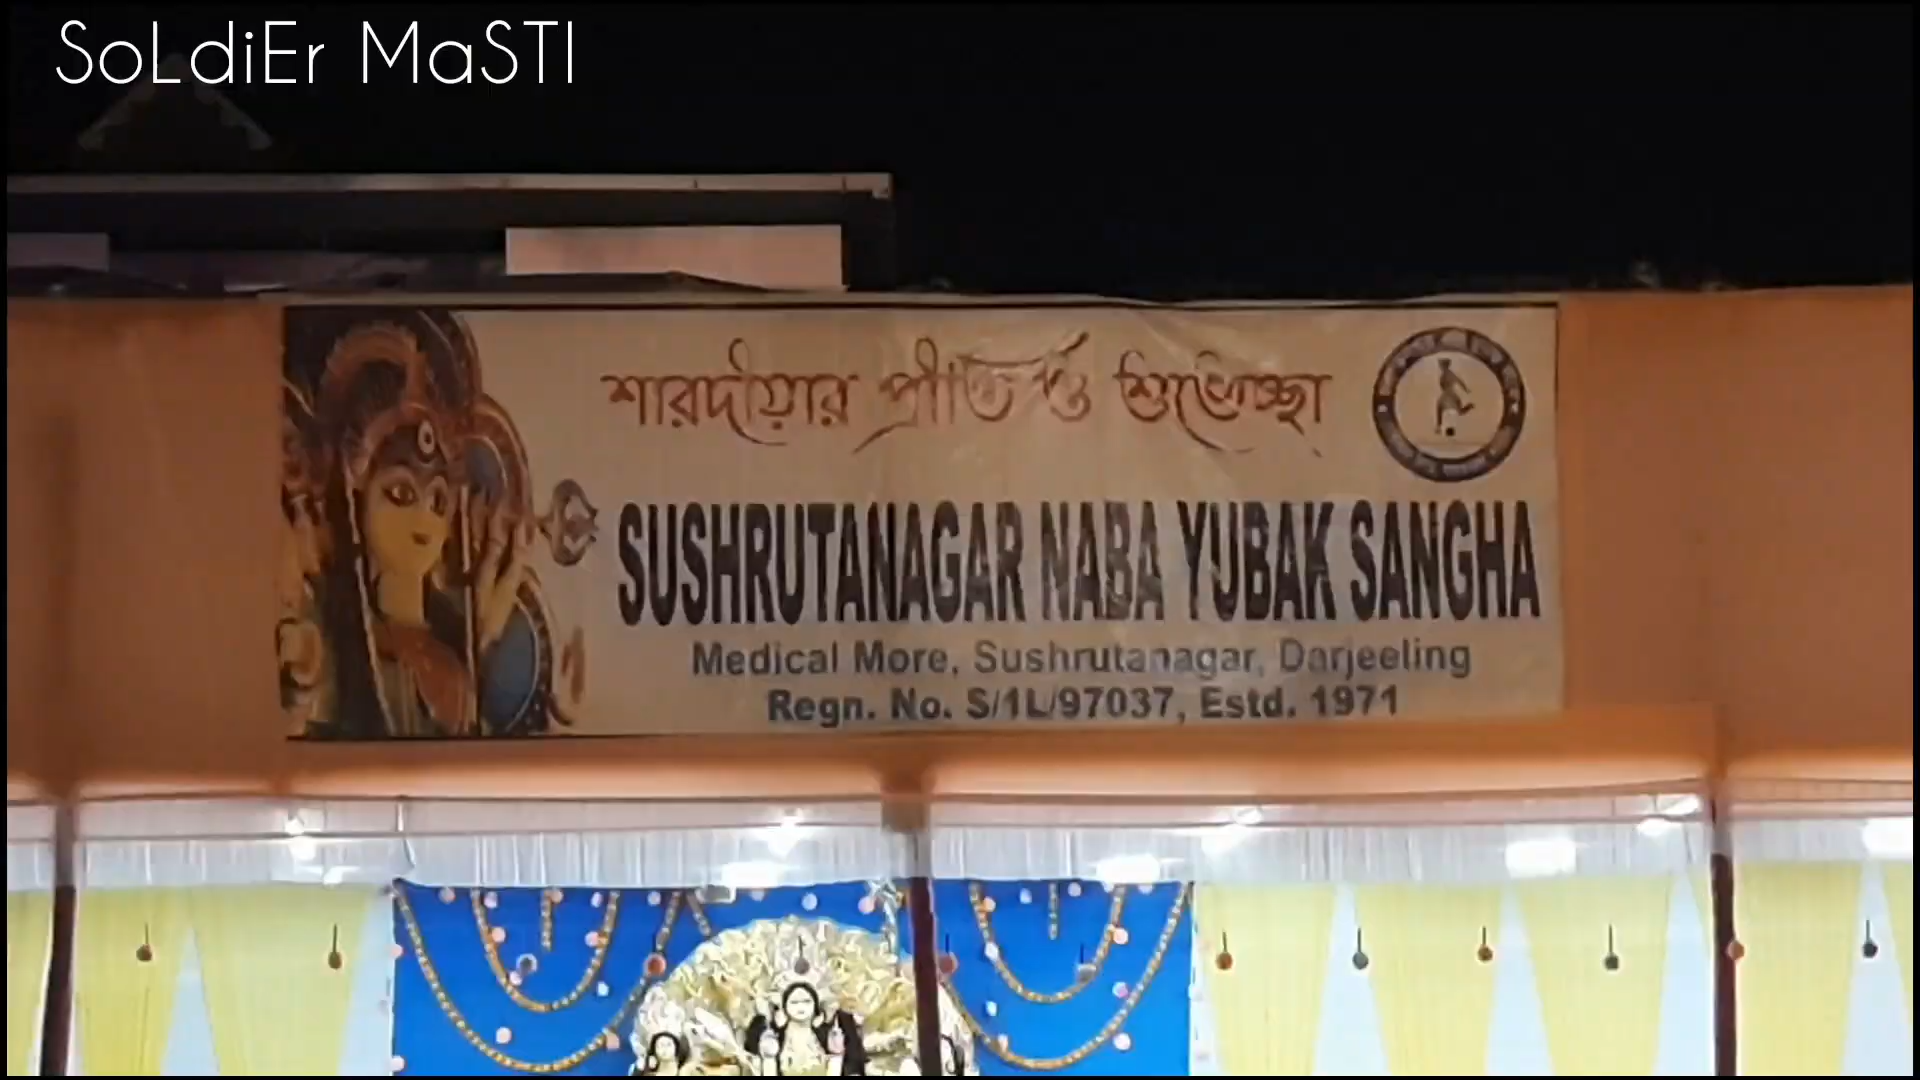 SoLdiEr MaSTI
শারদীয়ার প্রীতি ও শুভেচ্ছা
SUSHRUTANAGAR NABA YUBAK SANGHA
Medical More, Sushrutanagar, Darjeeling
Regn. No. S/1L/97037, Estd. 1971